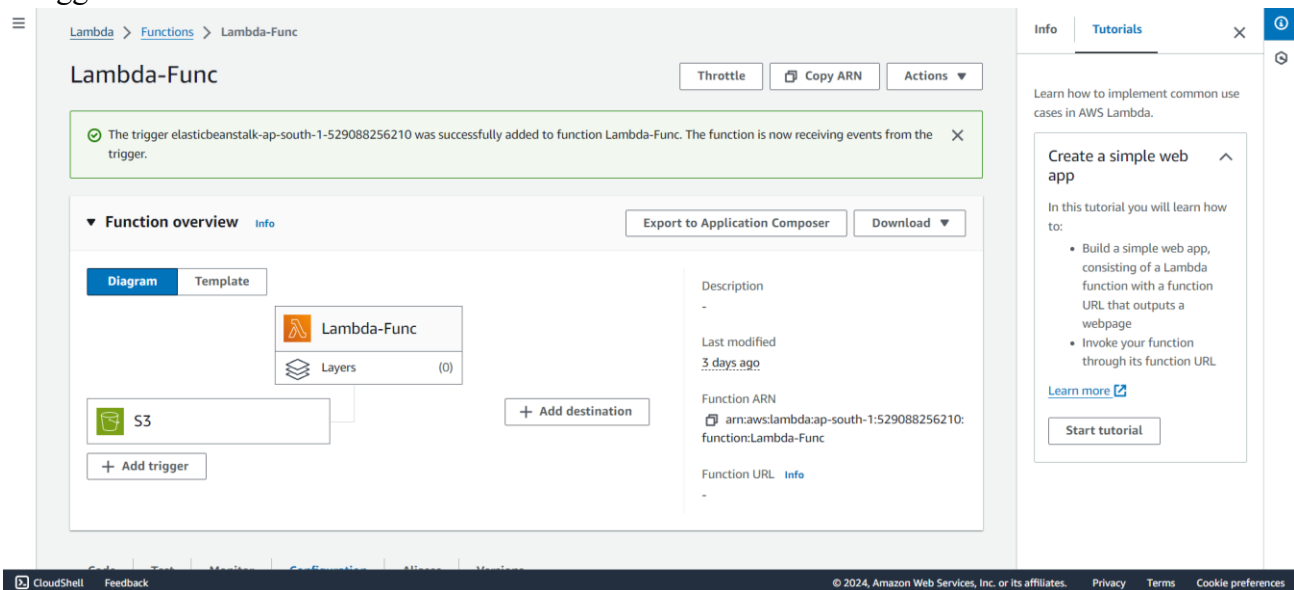 Lambda > Functions > Lambda-Func
Lambda-Func
Throttle
Copy ARN
Actions
The trigger elasticbeanstalk-ap-south-1-529088256210 was successfully added to function Lambda-Func. The function is now receiving events from the
trigger.
Function overview Info
Export to Application Composer
Download
Diagram
Template
Lambda-Func
Layers (0)
S3
+ Add trigger
+ Add destination
Description
-
Last modified
3 days ago
Function ARN
arn:aws:lambda:ap-south-1:529088256210:
function:Lambda-Func
Function URL Info
-
Code Test Monitor Configuration Aliases Versions
Info
Tutorials
Learn how to implement common use
cases in AWS Lambda.
Create a simple web
app
In this tutorial you will learn how
to:
• Build a simple web app,
consisting of a Lambda
function with a function
URL that outputs a
webpage
• Invoke your function
through its function URL
Learn more
Start tutorial
CloudShell Feedback © 2024, Amazon Web Services, Inc. or its affiliates. Privacy Terms Cookie preferences